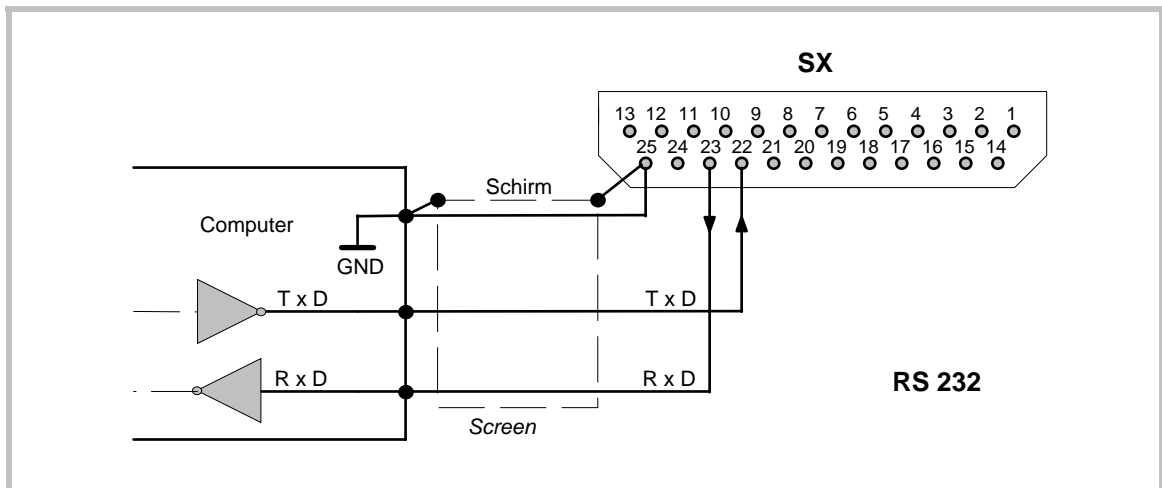 SX
13 12 11 10 9 8 7 6 5 4 3 2 1
25 24 23 22 21 20 19 18 17 16 15 14
Schirm
Computer
GND
T x D T x D
R x D R x D
RS 232
Screen